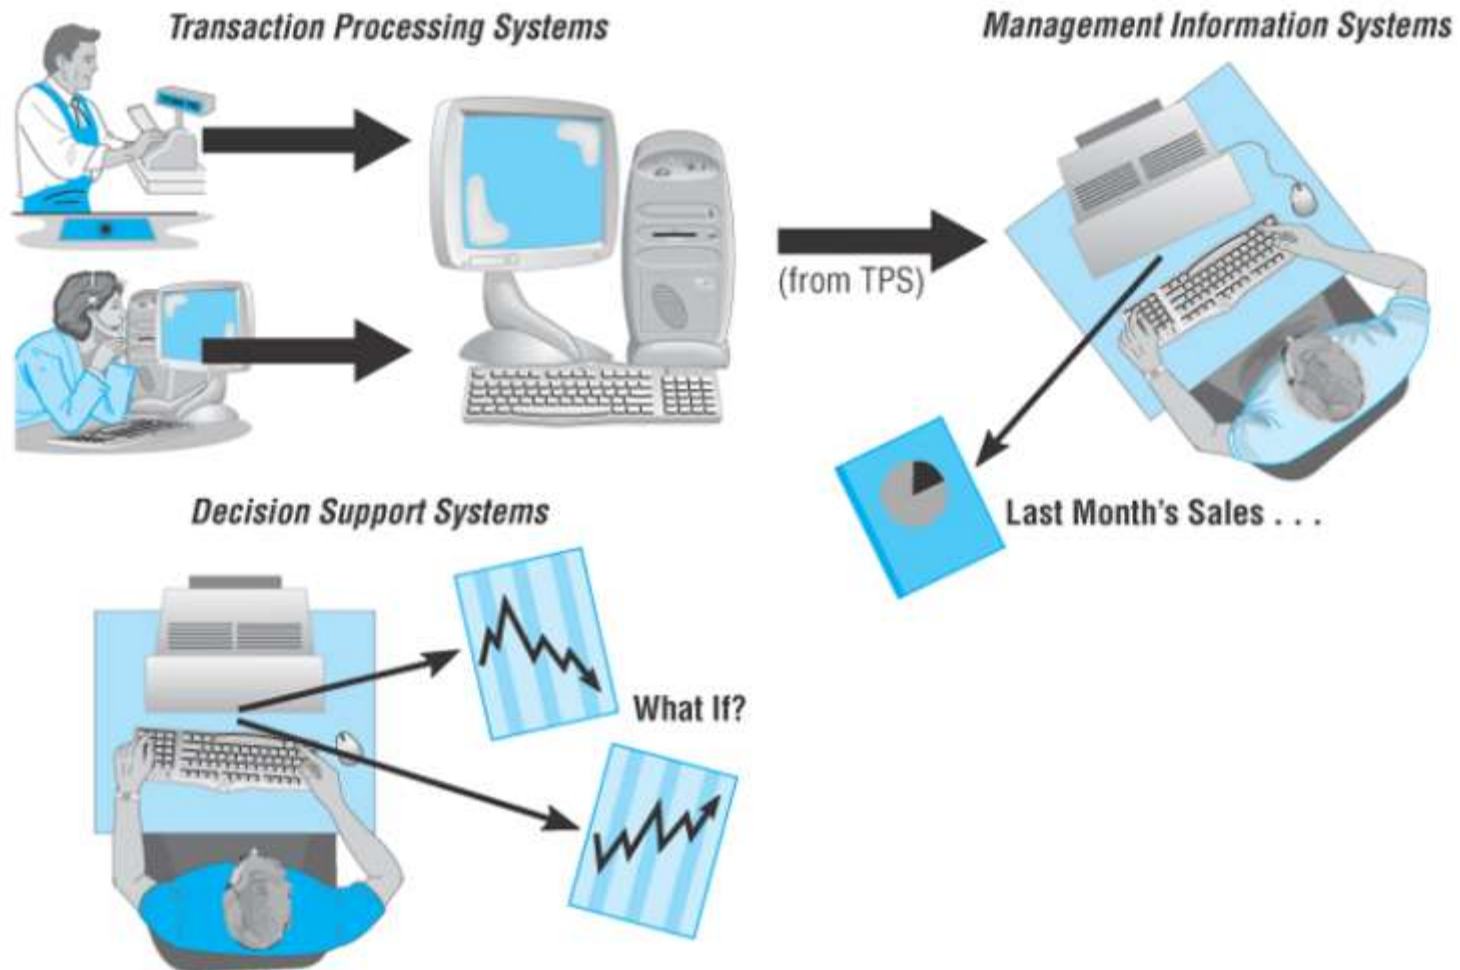 Transaction Processing Systems
Management Information Systems
(from TPS)
Last Month's Sales . . .
Decision Support Systems
What If?